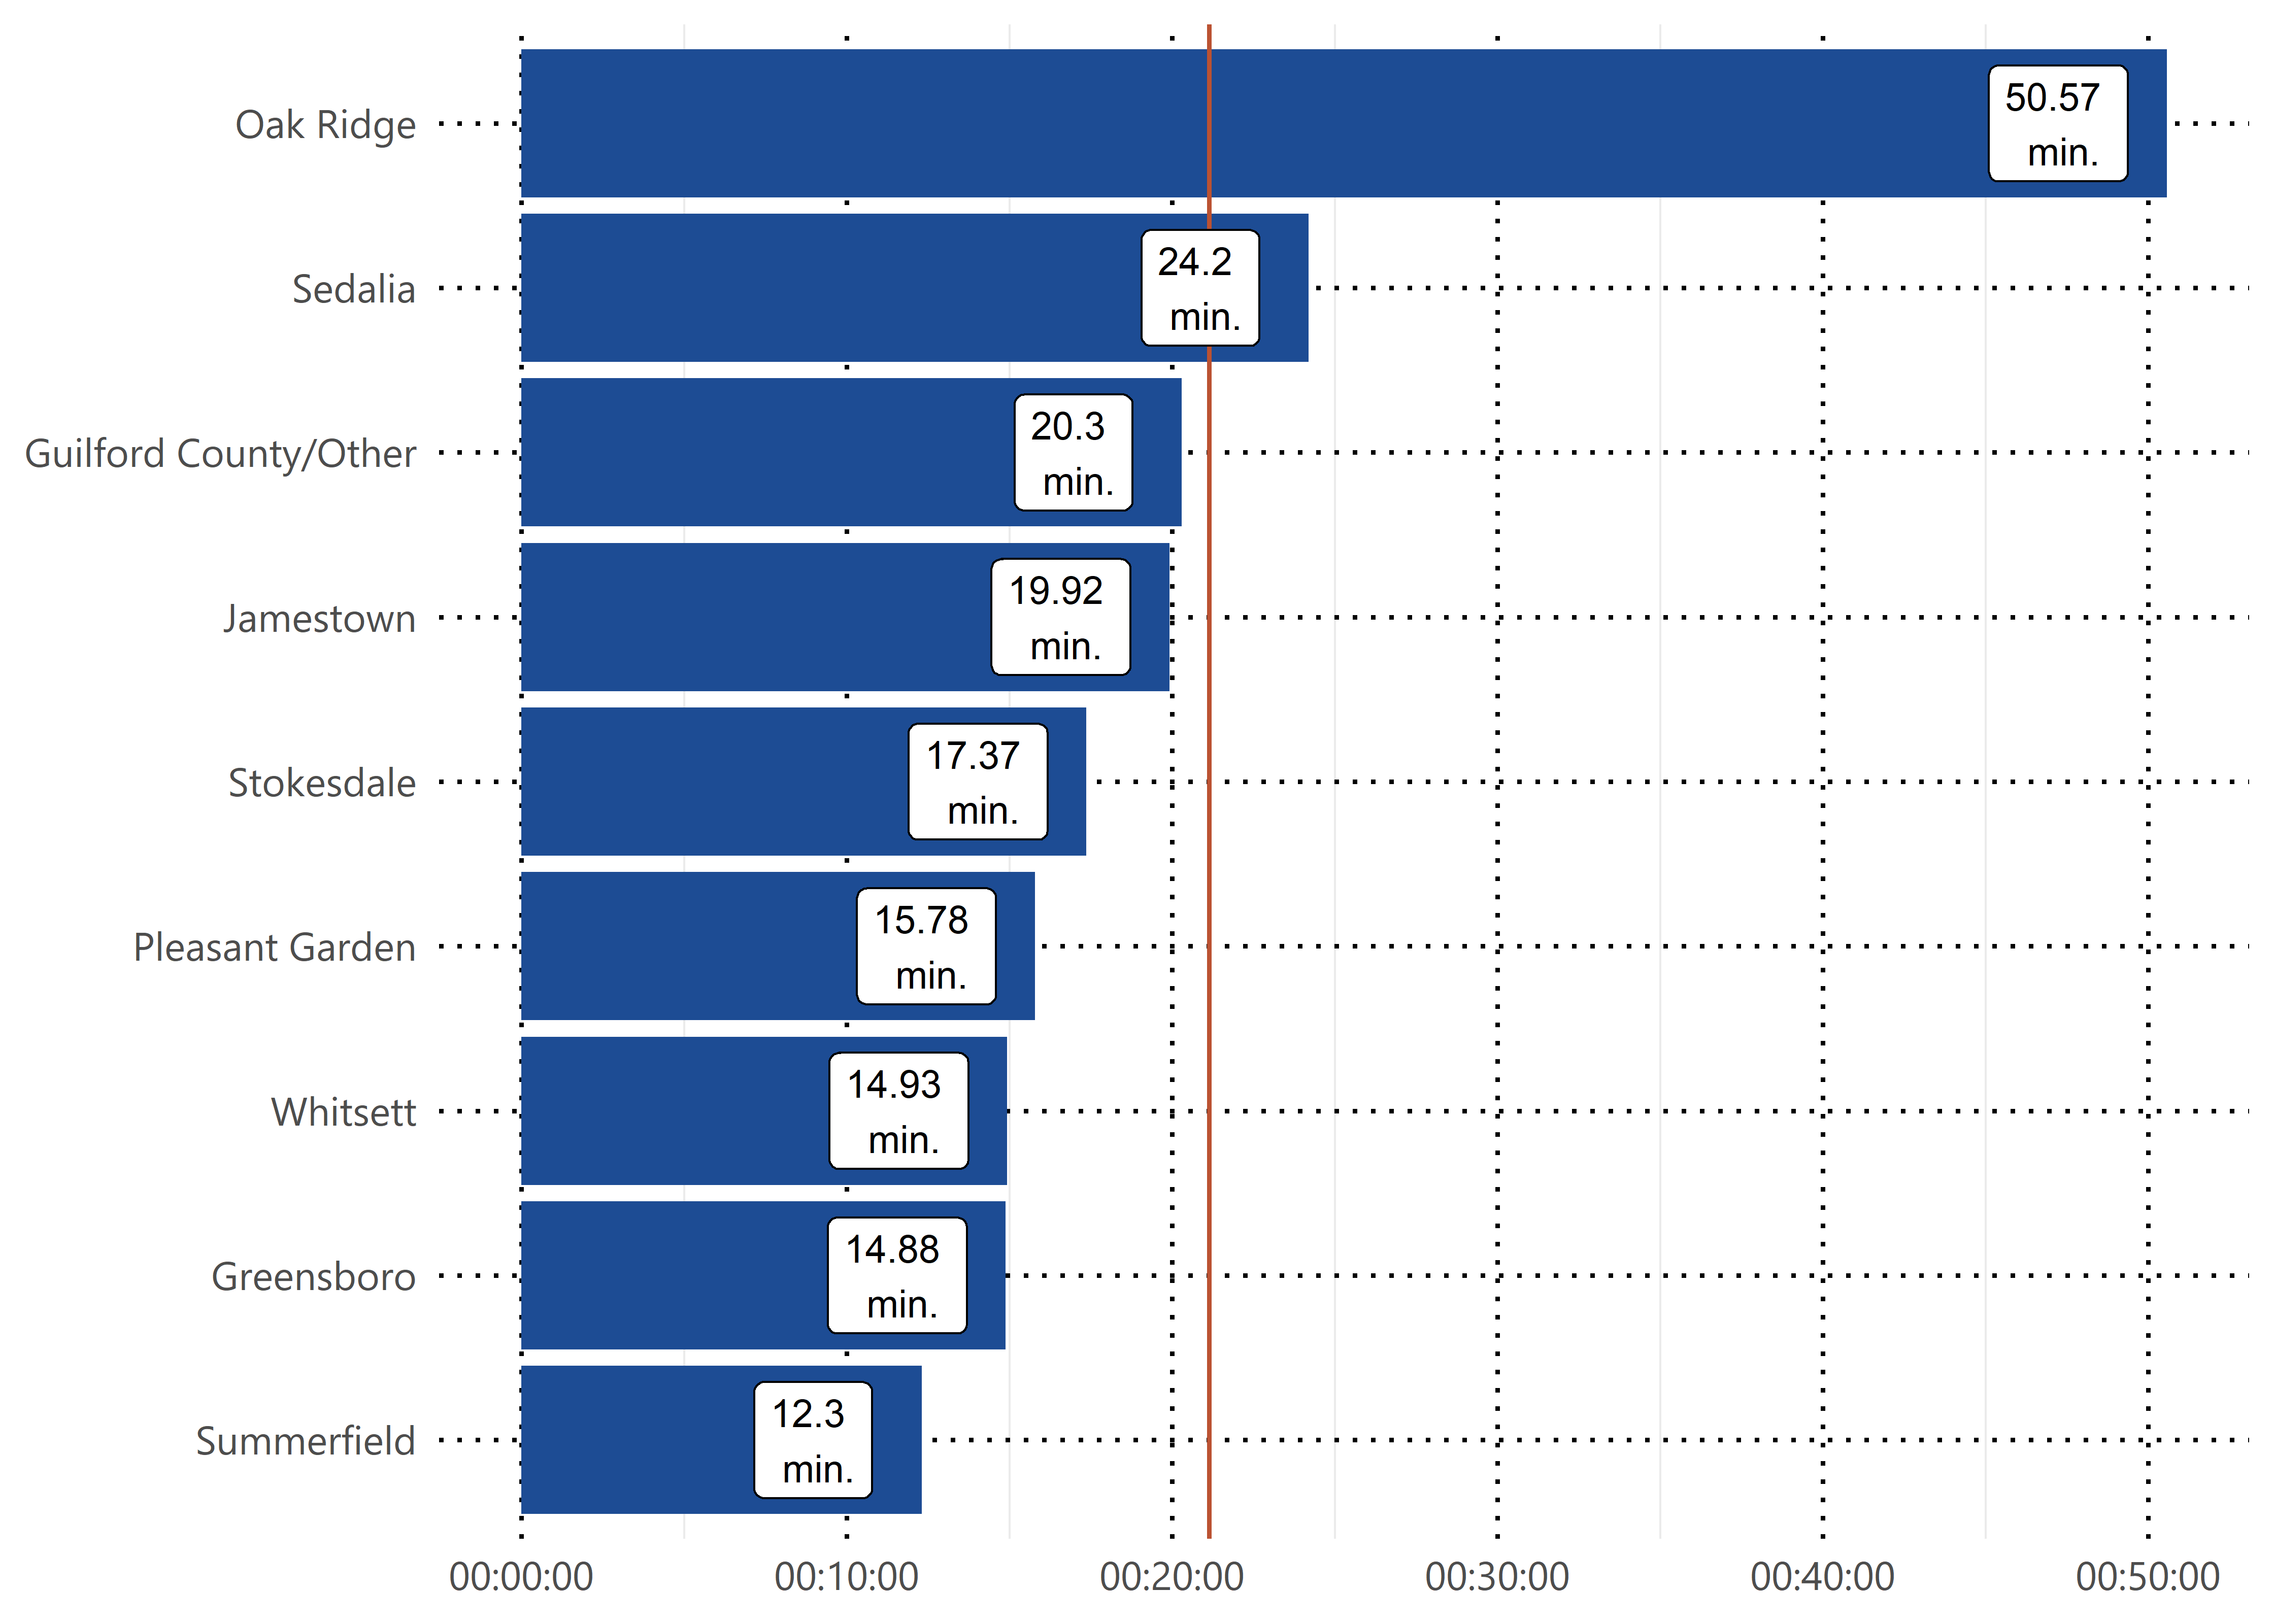 Oak Ridge
50.57
min.
Sedalia
24.2
min.
Guilford County/Other
20.3
min.
Jamestown
19.92
min.
Stokesdale
17.37
min.
Pleasant Garden
15.78
min.
Whitsett
14.93
min.
Greensboro
14.88
min.
Summerfield
12.3
min.
00:00:00 00:10:00 00:20:00 00:30:00 00:40:00 00:50:00